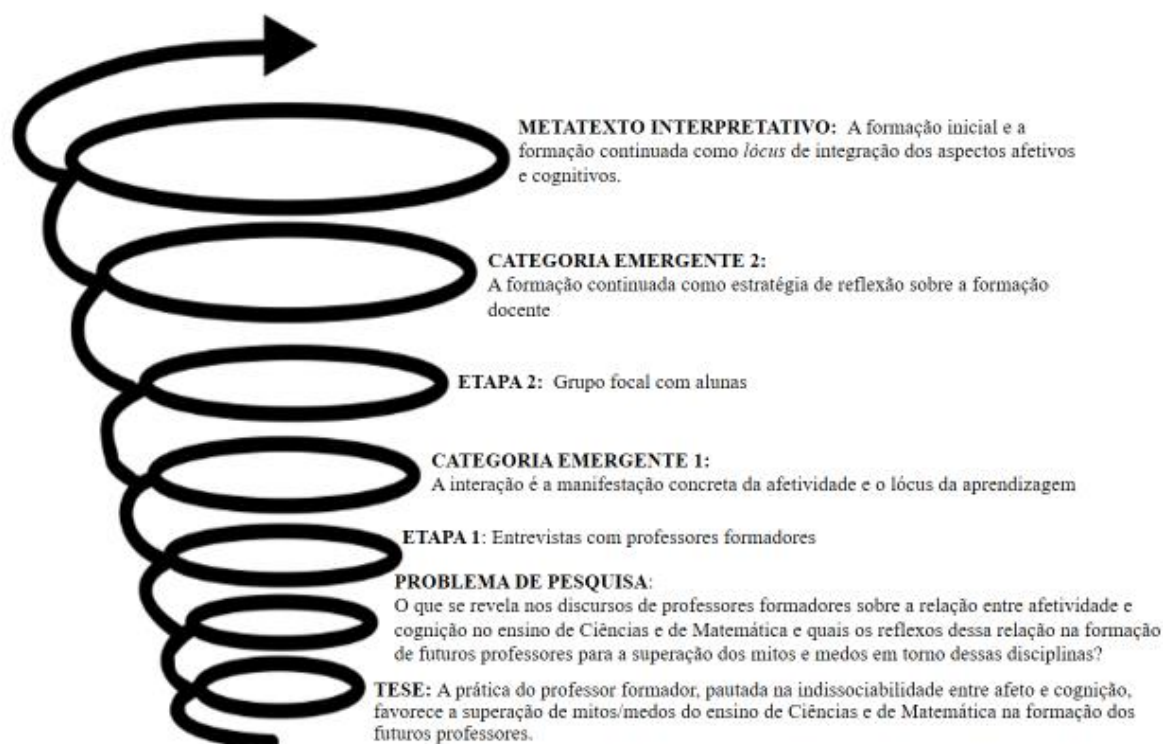 METATEXTO INTERPRETATIVO: A formação inicial e a
formação continuada como lócus de integração dos aspectos afetivos
e cognitivos.
CATEGORIA EMERGENTE 2:
A formação continuada como estratégia de reflexão sobre a formação
docente
ETAPA 2: Grupo focal com alunas
CATEGORIA EMERGENTE 1:
A interação é a manifestação concreta da afetividade e o lócus da aprendizagem
ETAPA 1: Entrevistas com professores formadores
PROBLEMA DE PESQUISA:
O que se revela nos discursos de professores formadores sobre a relação entre afetividade e
cognição no ensino de Ciências e de Matemática e quais os reflexos dessa relação na formação
de futuros professores para a superação dos mitos e medos em torno dessas disciplinas?
TESE: A prática do professor formador, pautada na indissociabilidade entre afeto e cognição,
favorece a superação de mitos/medos do ensino de Ciências e de Matemática na formação dos
futuros professores.